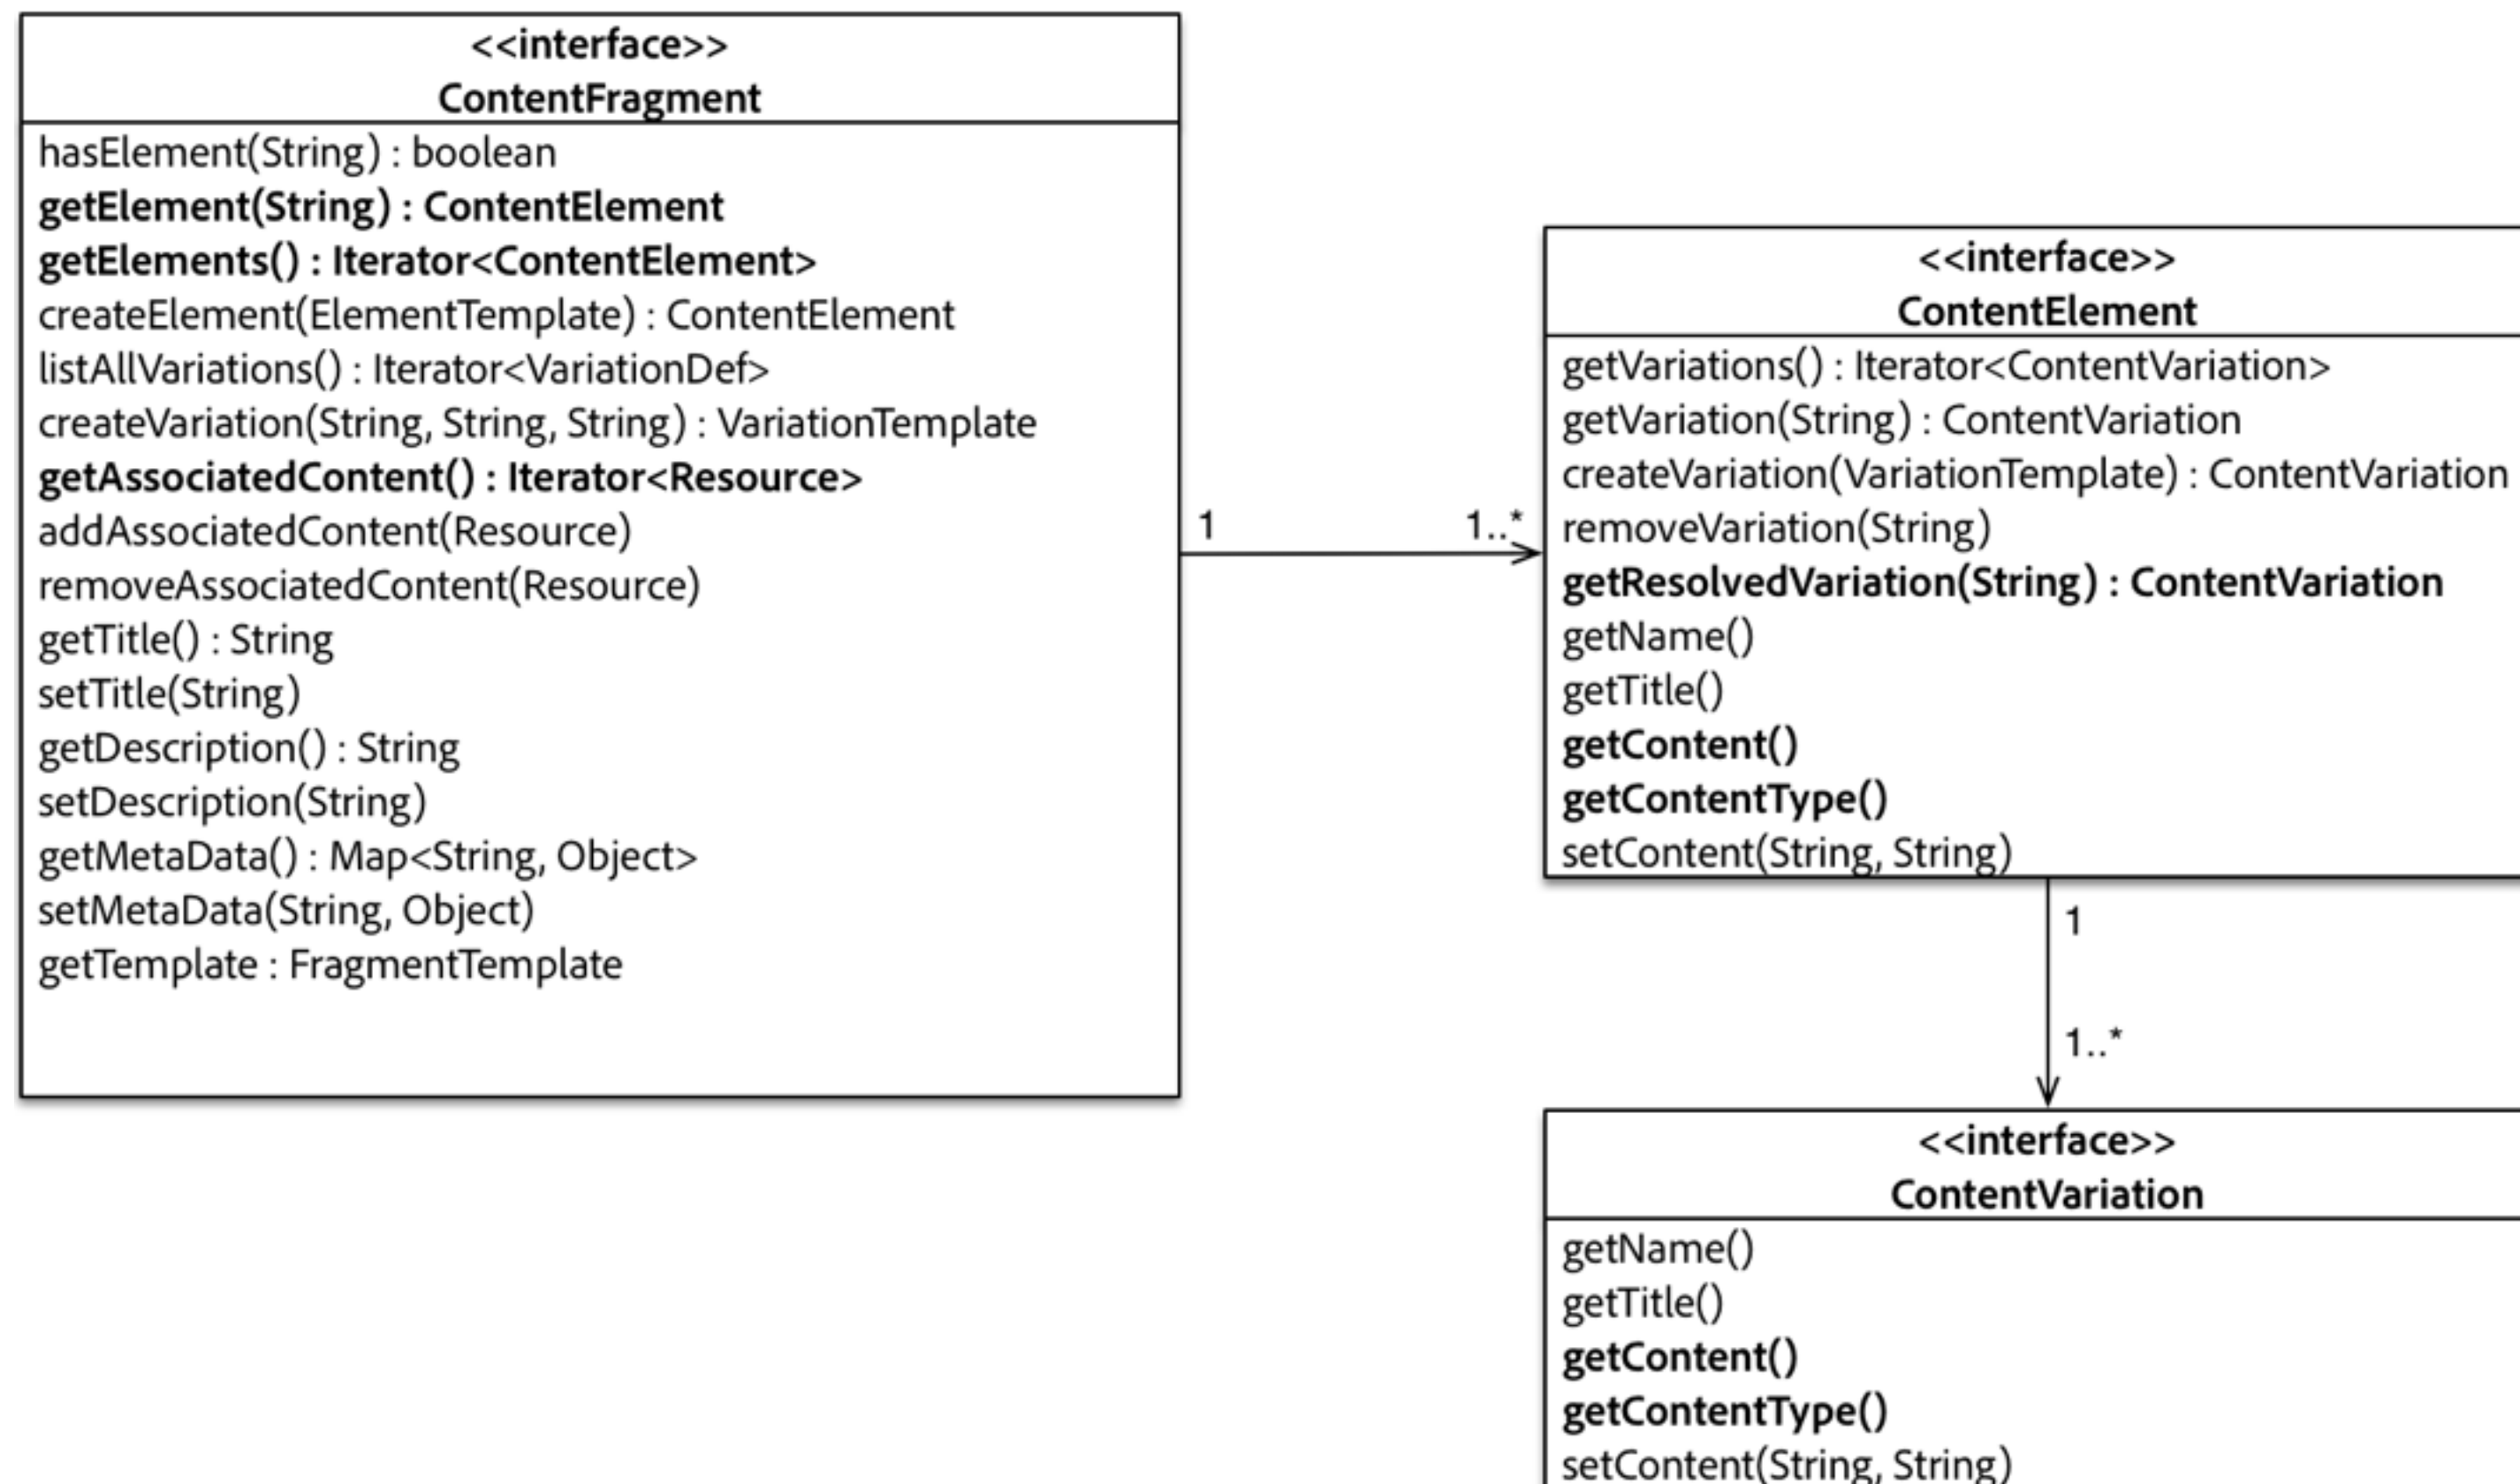 <<interface>>
ContentFragment
hasElement(String) : boolean
getElement(String) : ContentElement
getElements() : Iterator<ContentElement>
createElement(ElementTemplate) : ContentElement
listAllVariations() : Iterator<VariationDef>
createVariation(String, String, String) : VariationTemplate
getAssociatedContent() : Iterator<Resource>
addAssociatedContent(Resource)
removeAssociatedContent(Resource)
getTitle() : String
setTitle(String)
getDescription() : String
setDescription(String)
getMetaData() : Map<String, Object>
setMetaData(String, Object)
getTemplate : FragmentTemplate
1
1..*
<<interface>>
ContentElement
getVariations() : Iterator<ContentVariation>
getVariation(String) : ContentVariation
createVariation(VariationTemplate) : ContentVariation
removeVariation(String)
getResolvedVariation(String) : ContentVariation
getName()
getTitle()
getContent()
getContentType()
setContent(String, String)
1
1..*
<<interface>>
ContentVariation
getName()
getTitle()
getContent()
getContentType()
setContent(String, String)